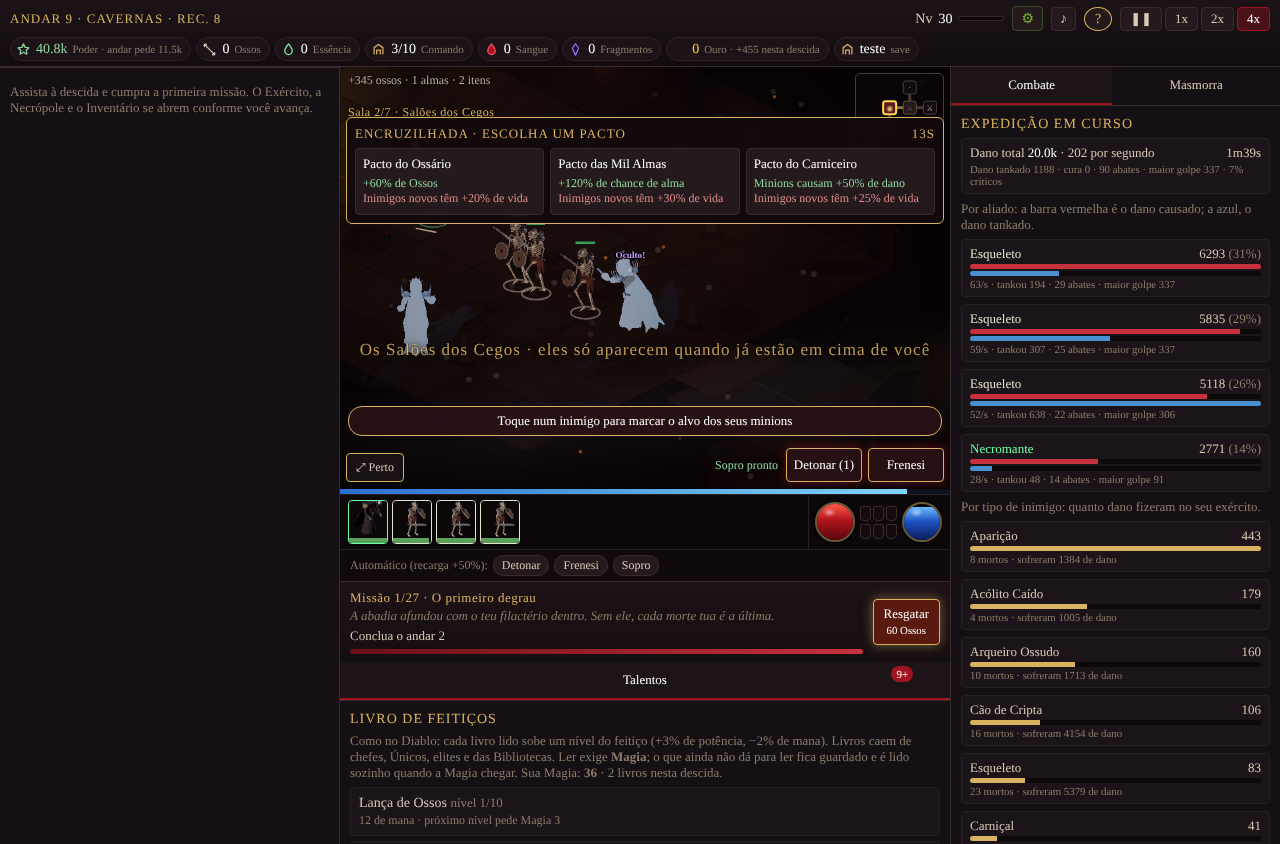 ANDAR 9 · CAVERNAS · REC. 8
Nv 30
?
❚❚
1x
2x
4x
40.8k Poder · andar pede 11.5k
0 Ossos
0 Essência
3/10 Comando
0 Sangue
0 Fragmentos
0 Ouro · +455 nesta descida
teste save
Assista à descida e cumpra a primeira missão. O Exército, a
Necrópole e o Inventário se abrem conforme você avança.
+345 ossos · 1 almas · 2 itens
Sala 2/7 · Salões dos Cegos
ENCRUZILHADA · ESCOLHA UM PACTO
13S
Pacto do Ossário
+60% de Ossos
Inimigos novos têm +20% de vida
Pacto das Mil Almas
+120% de chance de alma
Inimigos novos têm +30% de vida
Pacto do Carniceiro
Minions causam +50% de dano
Inimigos novos têm +25% de vida
Oculto!
Os Salões dos Cegos · eles só aparecem quando já estão em cima de você
Toque num inimigo para marcar o alvo dos seus minions
⤢ Perto
Sopro pronto
Detonar (1)
Frenesi
Automático (recarga +50%):
Detonar
Frenesi
Sopro
Missão 1/27 · O primeiro degrau
A abadia afundou com o teu filactério dentro. Sem ele, cada morte tua é a última.
Conclua o andar 2
Resgatar
60 Ossos
Talentos
9+
LIVRO DE FEITIÇOS
Como no Diablo: cada livro lido sobe um nível do feitiço (+3% de potência, −2% de mana). Livros caem de
chefes, Únicos, elites e das Bibliotecas. Ler exige Magia; o que ainda não dá para ler fica guardado e é lido
sozinho quando a Magia chegar. Sua Magia: 36 · 2 livros nesta descida.
Lança de Ossos nível 1/10
12 de mana · próximo nível pede Magia 3
Combate
Masmorra
EXPEDIÇÃO EM CURSO
Dano total 20.0k · 202 por segundo
1m39s
Dano tankado 1188 · cura 0 · 90 abates · maior golpe 337 · 7%
críticos
Por aliado: a barra vermelha é o dano causado; a azul, o
dano tankado.
Esqueleto
6293 (31%)
63/s · tankou 194 · 29 abates · maior golpe 337
Esqueleto
5835 (29%)
59/s · tankou 307 · 25 abates · maior golpe 337
Esqueleto
5118 (26%)
52/s · tankou 638 · 22 abates · maior golpe 306
Necromante
2771 (14%)
28/s · tankou 48 · 14 abates · maior golpe 91
Por tipo de inimigo: quanto dano fizeram no seu exército.
Aparição
443
8 mortos · sofreram 1384 de dano
Acólito Caído
179
4 mortos · sofreram 1005 de dano
Arqueiro Ossudo
160
10 mortos · sofreram 1713 de dano
Cão de Cripta
106
16 mortos · sofreram 4154 de dano
Esqueleto
83
23 mortos · sofreram 5379 de dano
Carniçal
41